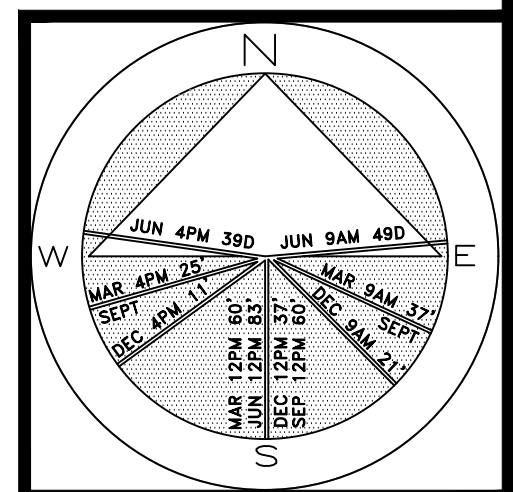 N
JUN 4PM 39D
JUN 9AM 49D
W
E
MAR 4PM 25'
SEPT
DEC 4PM 11'
MAR 9AM 37'
SEPT
DEC 9AM 21'
MAR 12PM 60'
JUN 12PM 83'
DEC 12PM 37'
SEP 12PM 60'
S